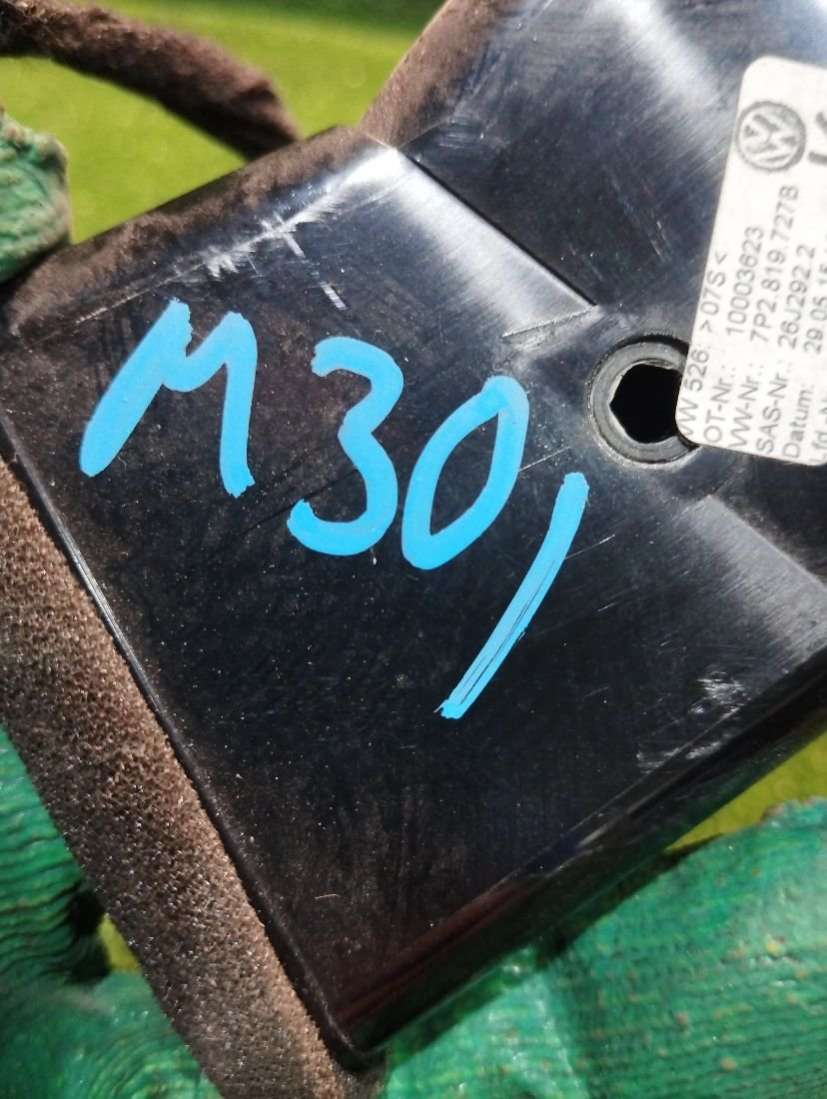 M30,
VW
VW 526 >07S<
OT-Nr.: 10003623
VW-Nr.: 7P2.819.727B
SAS-Nr.: 26J292.2
Datum: 29.05.15